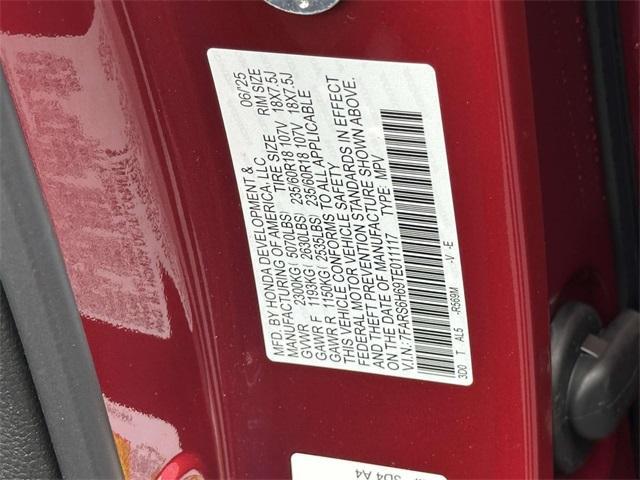 MFD. BY HONDA DEVELOPMENT & 06/25
MANUFACTURING OF AMERICA, LLC RIM SIZE
GVWR 2300KG( 5070LBS) TIRE SIZE
GAWR F 1193KG( 2630LBS) 235/60R18 107V 18X7.5J
GAWR R 1150KG( 2535LBS) 235/60R18 107V 18X7.5J
THIS VEHICLE CONFORMS TO ALL APPLICABLE
FEDERAL MOTOR VEHICLE SAFETY
AND THEFT PREVENTION STANDARDS IN EFFECT
ON THE DATE OF MANUFACTURE SHOWN ABOVE.
V.I.N.:7FARS6H69TE011117 TYPE: MPV
3D0 T AL5 -R569M -V -E
3D4 A4